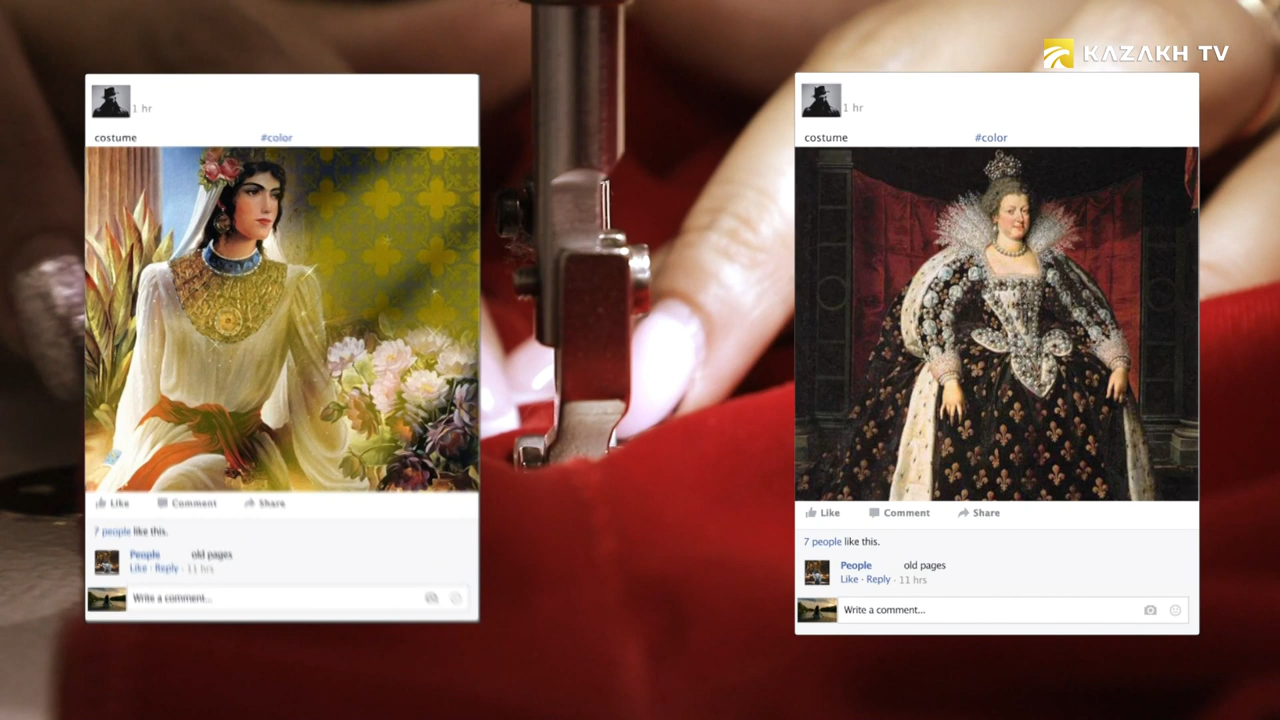 KAZAKH TV
1 hr
costume #color
Like Comment Share
7 people like this.
People old pages
Like · Reply · 11 hrs
Write a comment...
1 hr
costume #color
Like Comment Share
7 people like this.
People old pages
Like · Reply · 11 hrs
Write a comment...